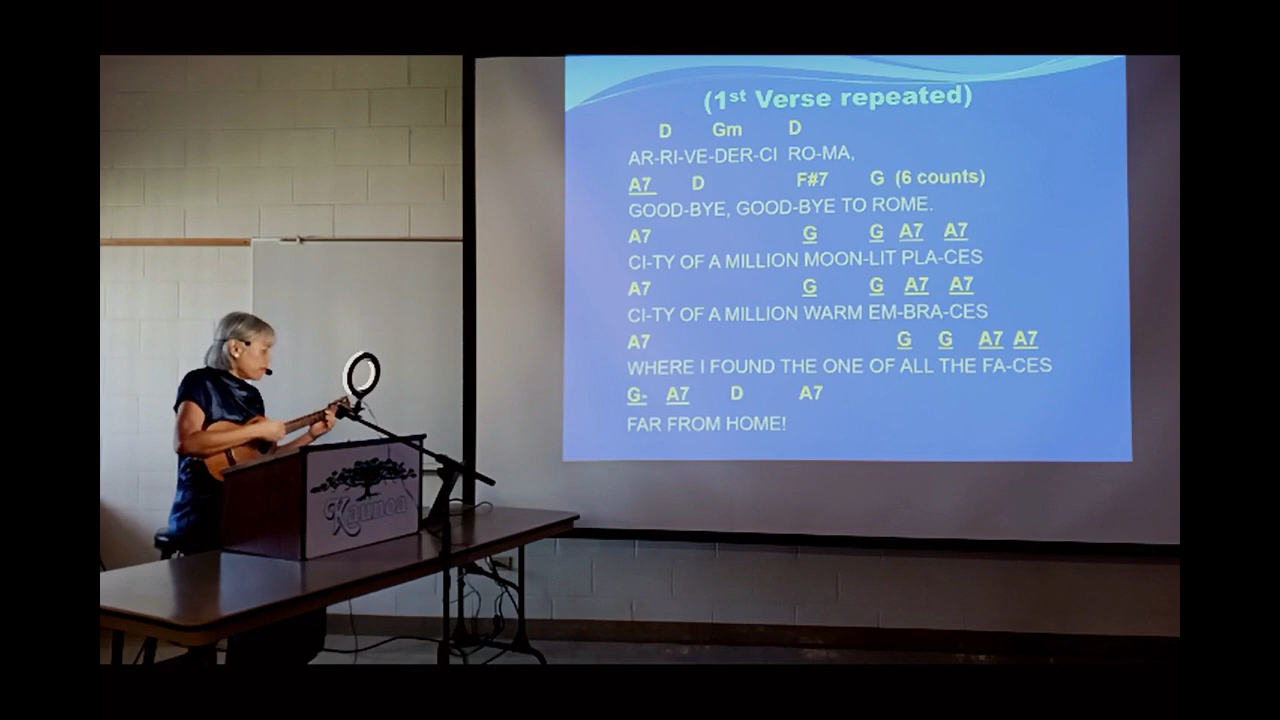 (1st Verse repeated)
D Gm D
AR-RI-VE-DER-CI RO-MA,
A7 D F#7 G (6 counts)
GOOD-BYE, GOOD-BYE TO ROME.
A7 G G A7 A7
CI-TY OF A MILLION MOON-LIT PLA-CES
A7 G G A7 A7
CI-TY OF A MILLION WARM EM-BRA-CES
A7 G G A7 A7
WHERE I FOUND THE ONE OF ALL THE FA-CES
G- A7 D A7
FAR FROM HOME!
Kaunoa